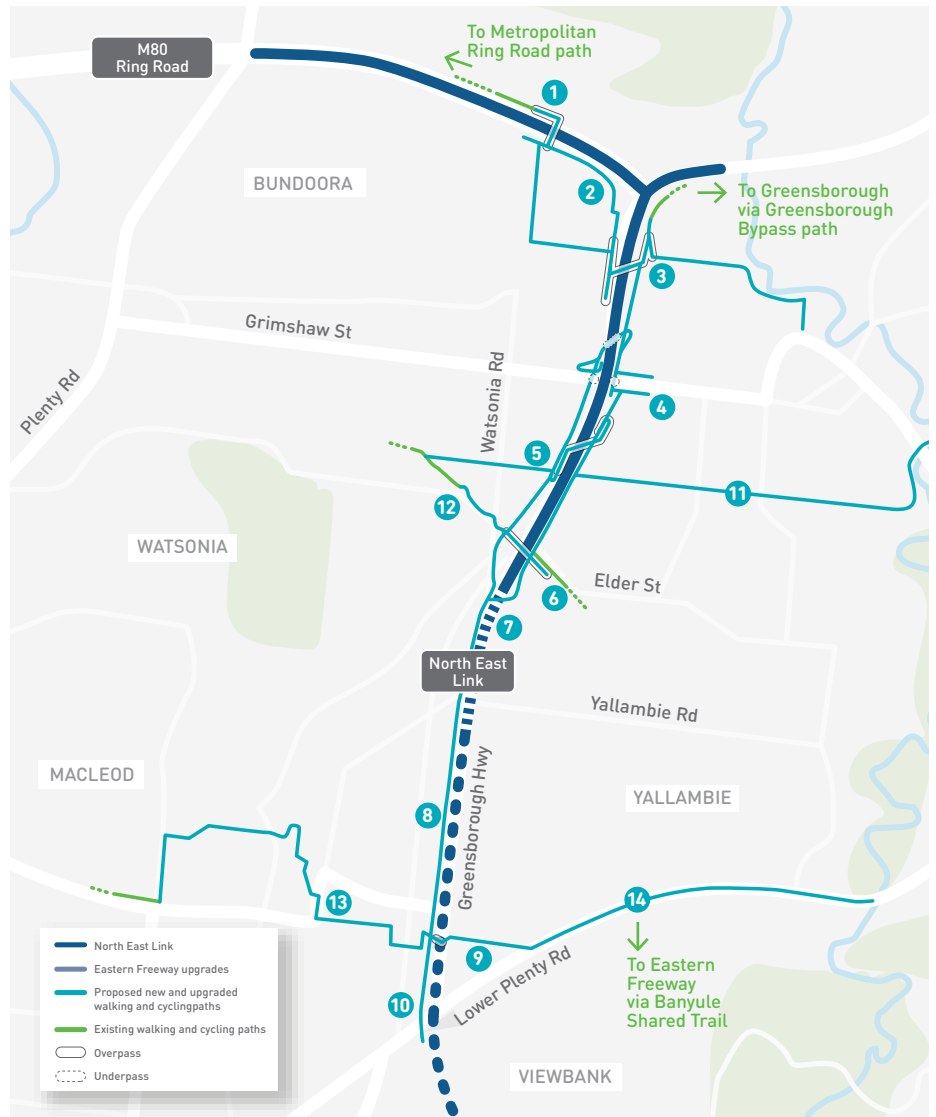 To Metropolitan
Ring Road path
M80
Ring Road
1
BUNDOORA
2
To Greensborough
via Greensborough
Bypass path
3
Grimshaw St
Plenty Rd
Watsonia Rd
4
5
11
12
WATSONIA
Elder St
6
7
North East
Link
Yallambie Rd
MACLEOD
YALLAMBIE
8
Greensborough Hwy
13
14
9
Lower Plenty Rd
To Eastern
Freeway
via Banyule
Shared Trail
10
VIEWBANK
North East Link
Eastern Freeway upgrades
Proposed new and upgraded
walking and cyclingpaths
Existing walking and cycling paths
Overpass
Underpass